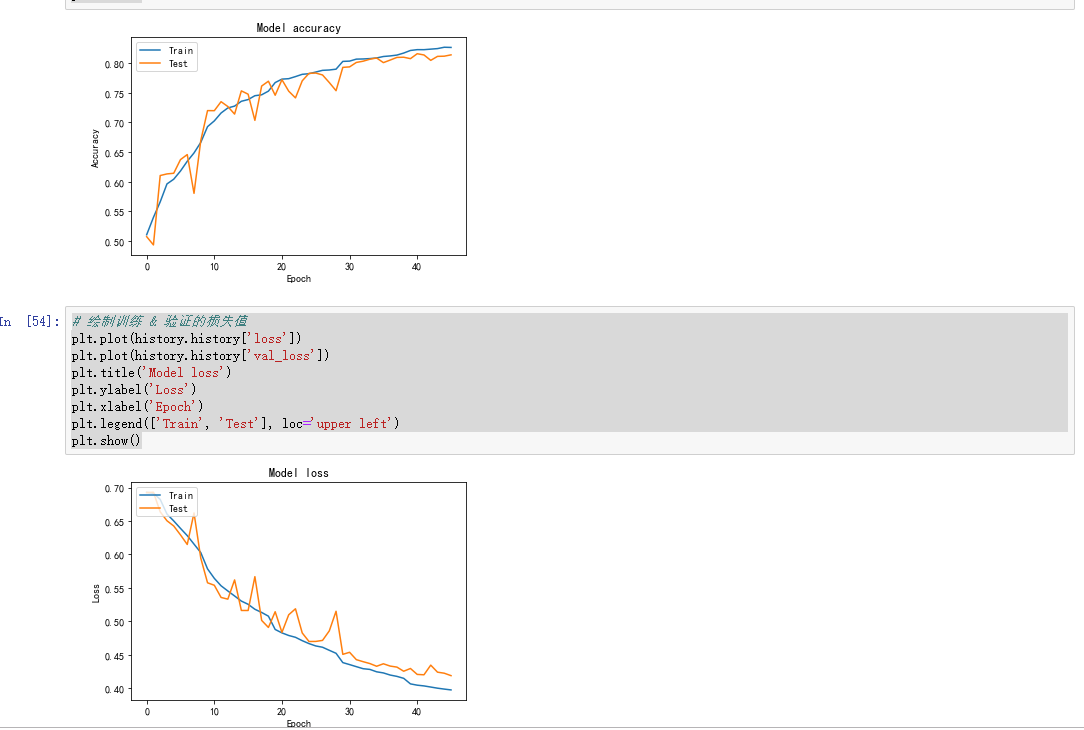 Model accuracy
Train
Test
0.80
0.75
0.70
0.65
0.60
0.55
0.50
Accuracy
0 10 20 30 40
Epoch
In [54]:
# 绘制训练 & 验证的损失值
plt.plot(history.history['loss'])
plt.plot(history.history['val_loss'])
plt.title('Model loss')
plt.ylabel('Loss')
plt.xlabel('Epoch')
plt.legend(['Train', 'Test'], loc='upper left')
plt.show()
Model loss
Train
Test
0.70
0.65
0.60
0.55
0.50
0.45
0.40
Loss
0 10 20 30 40
Epoch